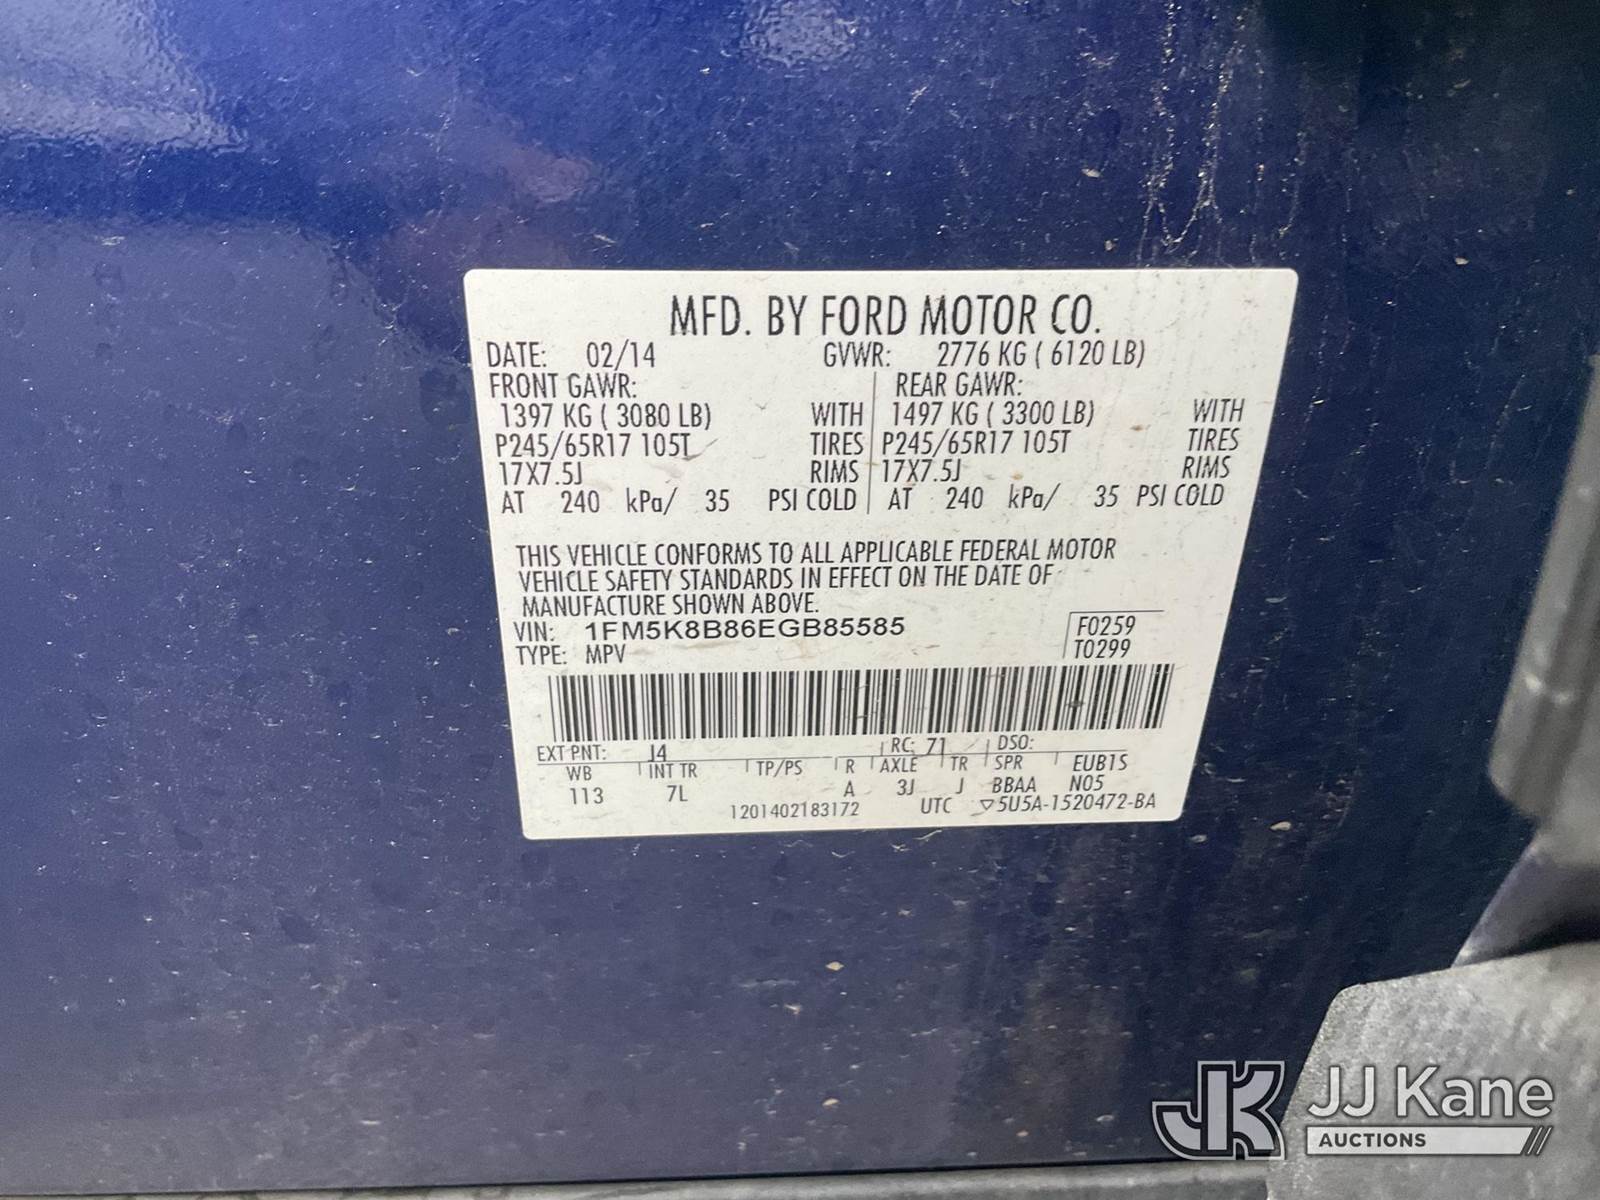 MFD. BY FORD MOTOR CO.
DATE: 02/14 GVWR: 2776 KG ( 6120 LB)
FRONT GAWR: REAR GAWR:
1397 KG ( 3080 LB) WITH 1497 KG ( 3300 LB) WITH
P245/65R17 105T TIRES P245/65R17 105T TIRES
17X7.5J RIMS 17X7.5J RIMS
AT 240 kPa/ 35 PSI COLD AT 240 kPa/ 35 PSI COLD
THIS VEHICLE CONFORMS TO ALL APPLICABLE FEDERAL MOTOR
VEHICLE SAFETY STANDARDS IN EFFECT ON THE DATE OF
MANUFACTURE SHOWN ABOVE.
VIN: 1FM5K8B86EGB85585 F0259
TYPE: MPV T0299
EXT PNT: J4 RC: 71 DSO:
WB INT TR TP/PS R AXLE TR SPR EUB1S
113 7L A 3J J BBAA N05
1201402183172 UTC ▽5U5A-1520472-BA
JK JJ Kane
AUCTIONS